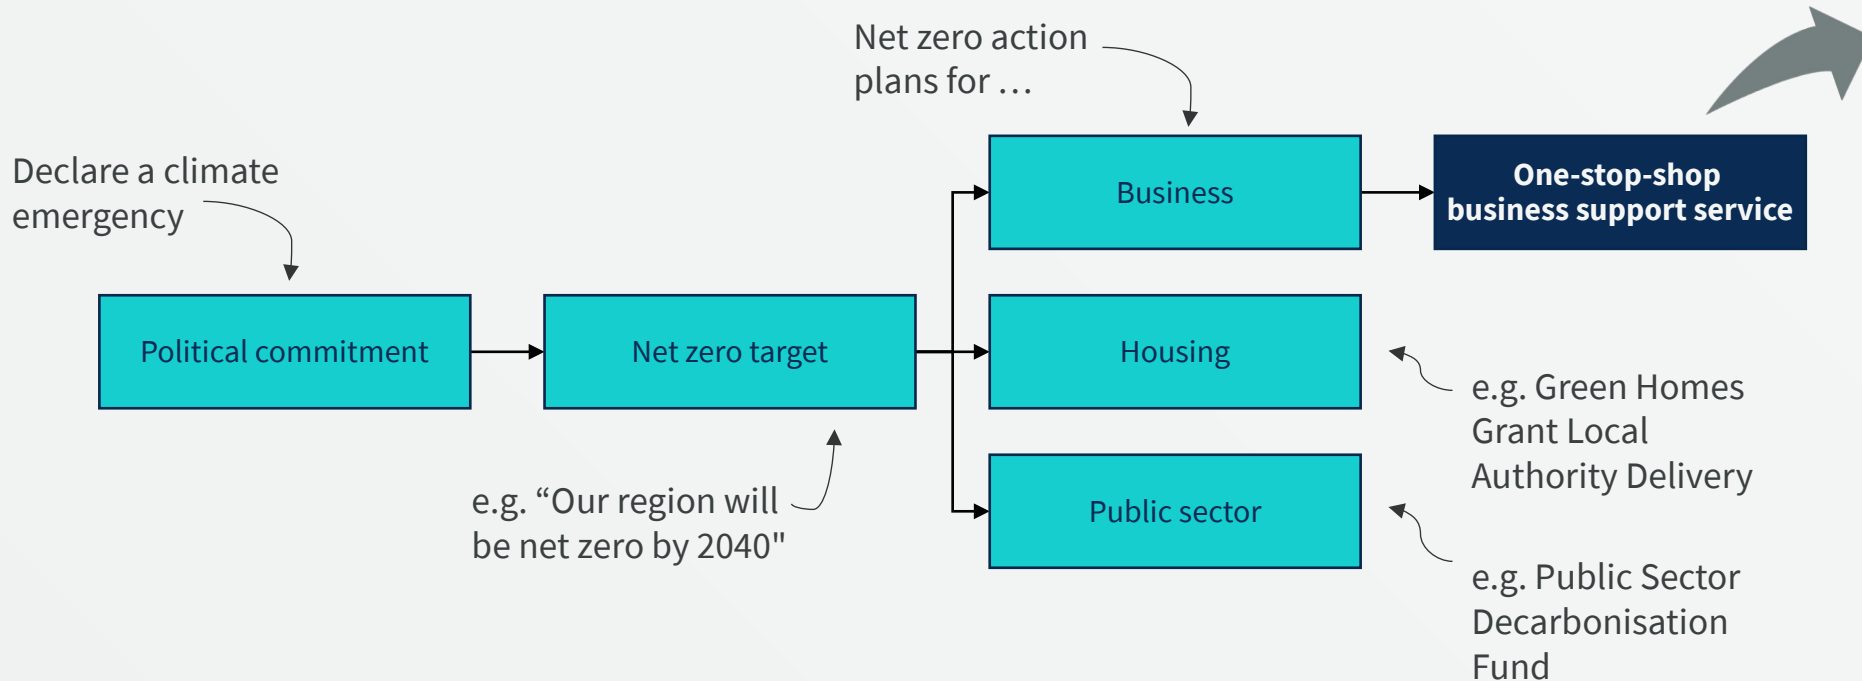 Net zero action
plans for …
Declare a climate
emergency
Business
One-stop-shop
business support service
Political commitment
Net zero target
Housing
e.g. Green Homes
Grant Local
Authority Delivery
e.g. “Our region will
be net zero by 2040"
Public sector
e.g. Public Sector
Decarbonisation
Fund